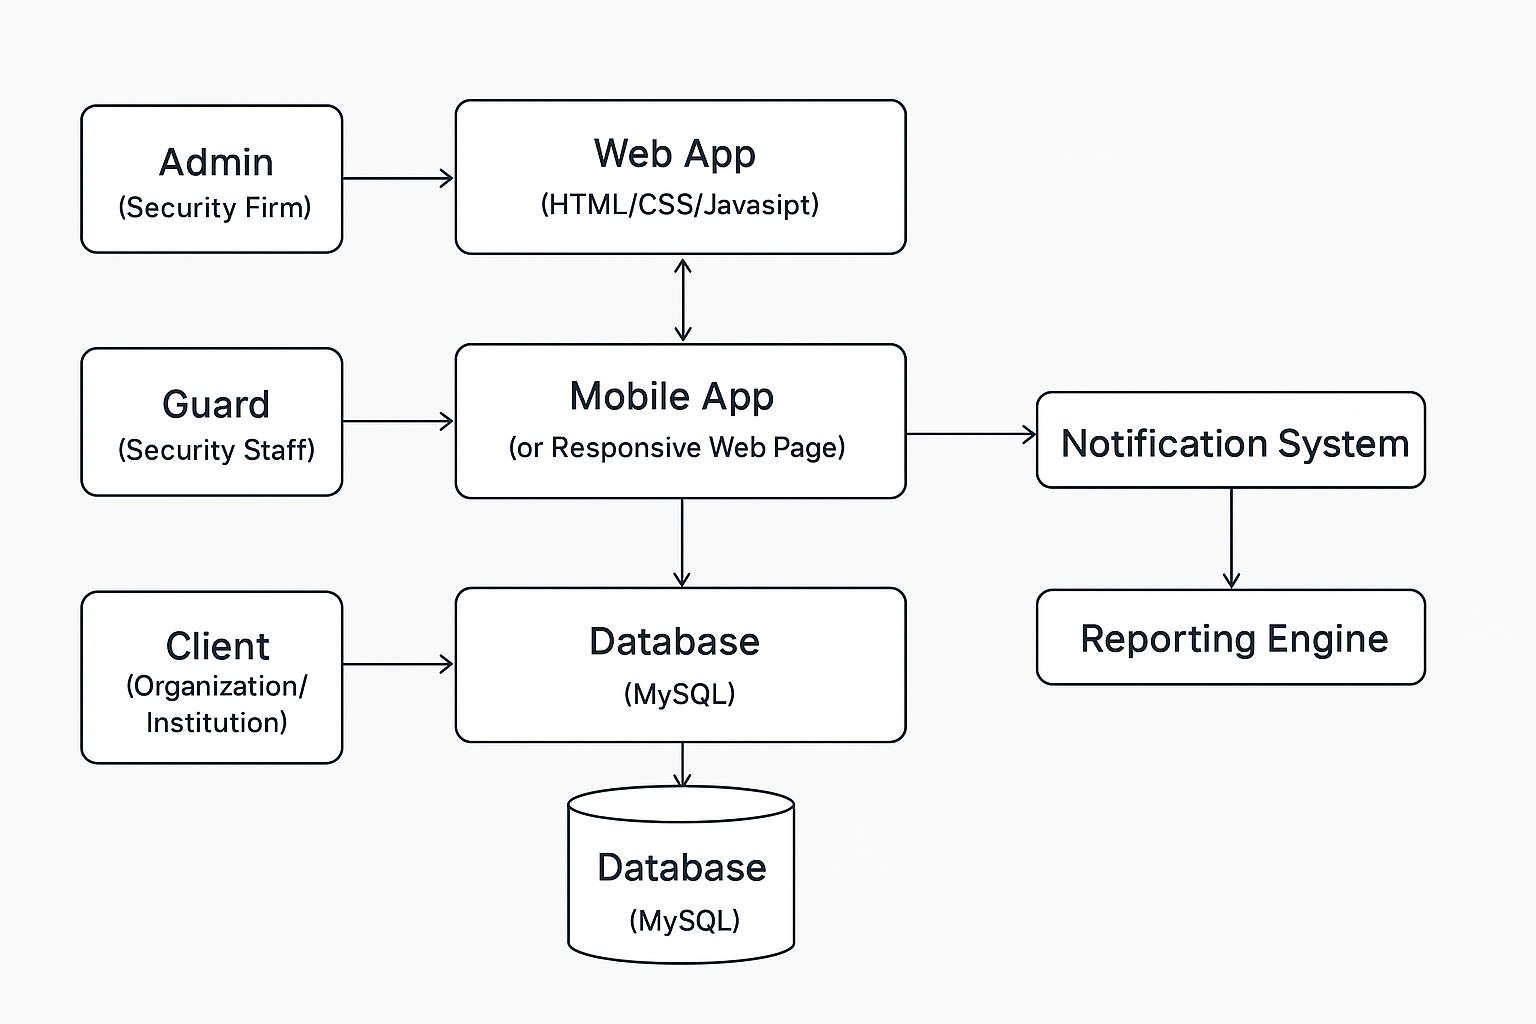 Admin
(Security Firm)
Web App
(HTML/CSS/Javasipt)
Guard
(Security Staff)
Mobile App
(or Responsive Web Page)
Notification System
Client
(Organization/
Institution)
Database
(MySQL)
Reporting Engine
Database
(MySQL)